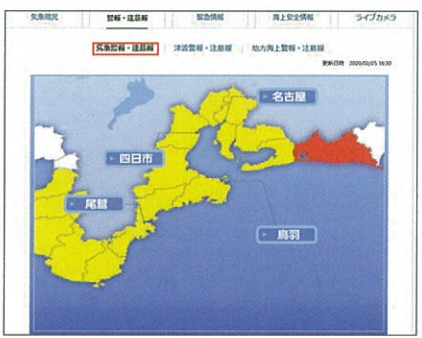 気象現況 警報・注意報 緊急情報 海上安全情報 ライブカメラ
気象警報・注意報 津波警報・注意報 地方海上警報・注意報
更新日時 2020/02/25 16:30
名古屋
四日市
尾鷲
鳥羽